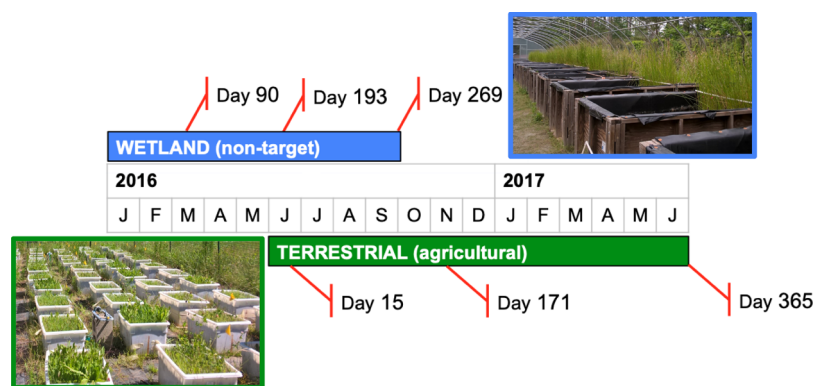 Day 90
Day 193
Day 269
WETLAND (non-target)
2016
2017
J F M A M J J A S O N D J F M A M J
TERRESTRIAL (agricultural)
Day 15
Day 171
Day 365